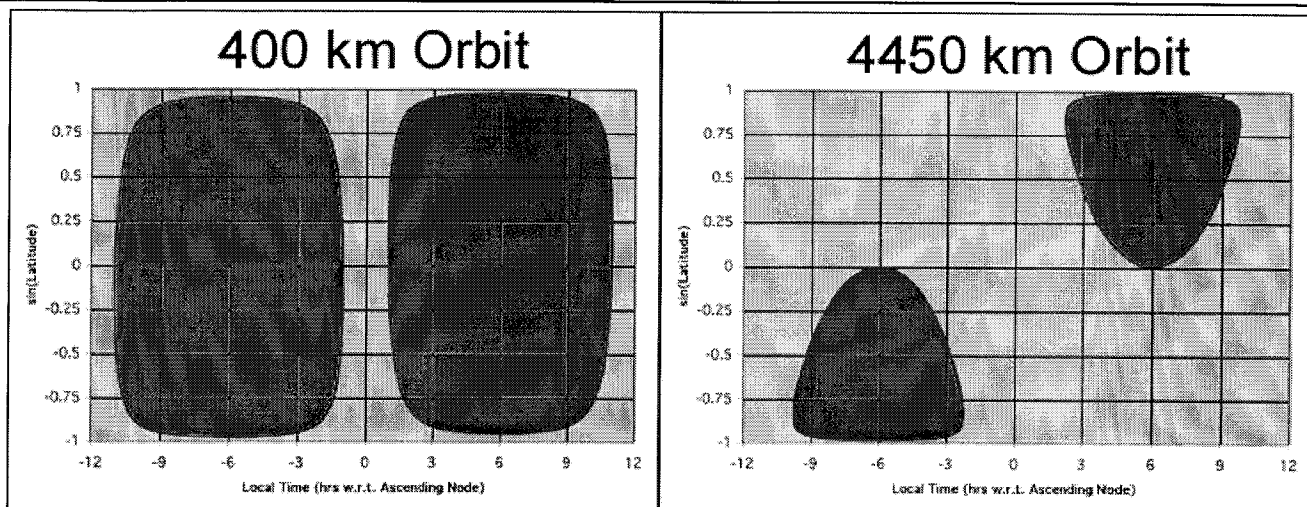 400 km Orbit
1
0.75
0.5
0.25
0
-0.25
-0.5
-0.75
-1
sin(Latitude)
-12 -9 -6 -3 0 3 6 9 12
Local Time (hrs w.r.t. Ascending Node)
4450 km Orbit
1
0.75
0.5
0.25
0
-0.25
-0.5
-0.75
-1
sin(Latitude)
-12 -9 -6 -3 0 3 6 9 12
Local Time (hrs w.r.t. Ascending Node)